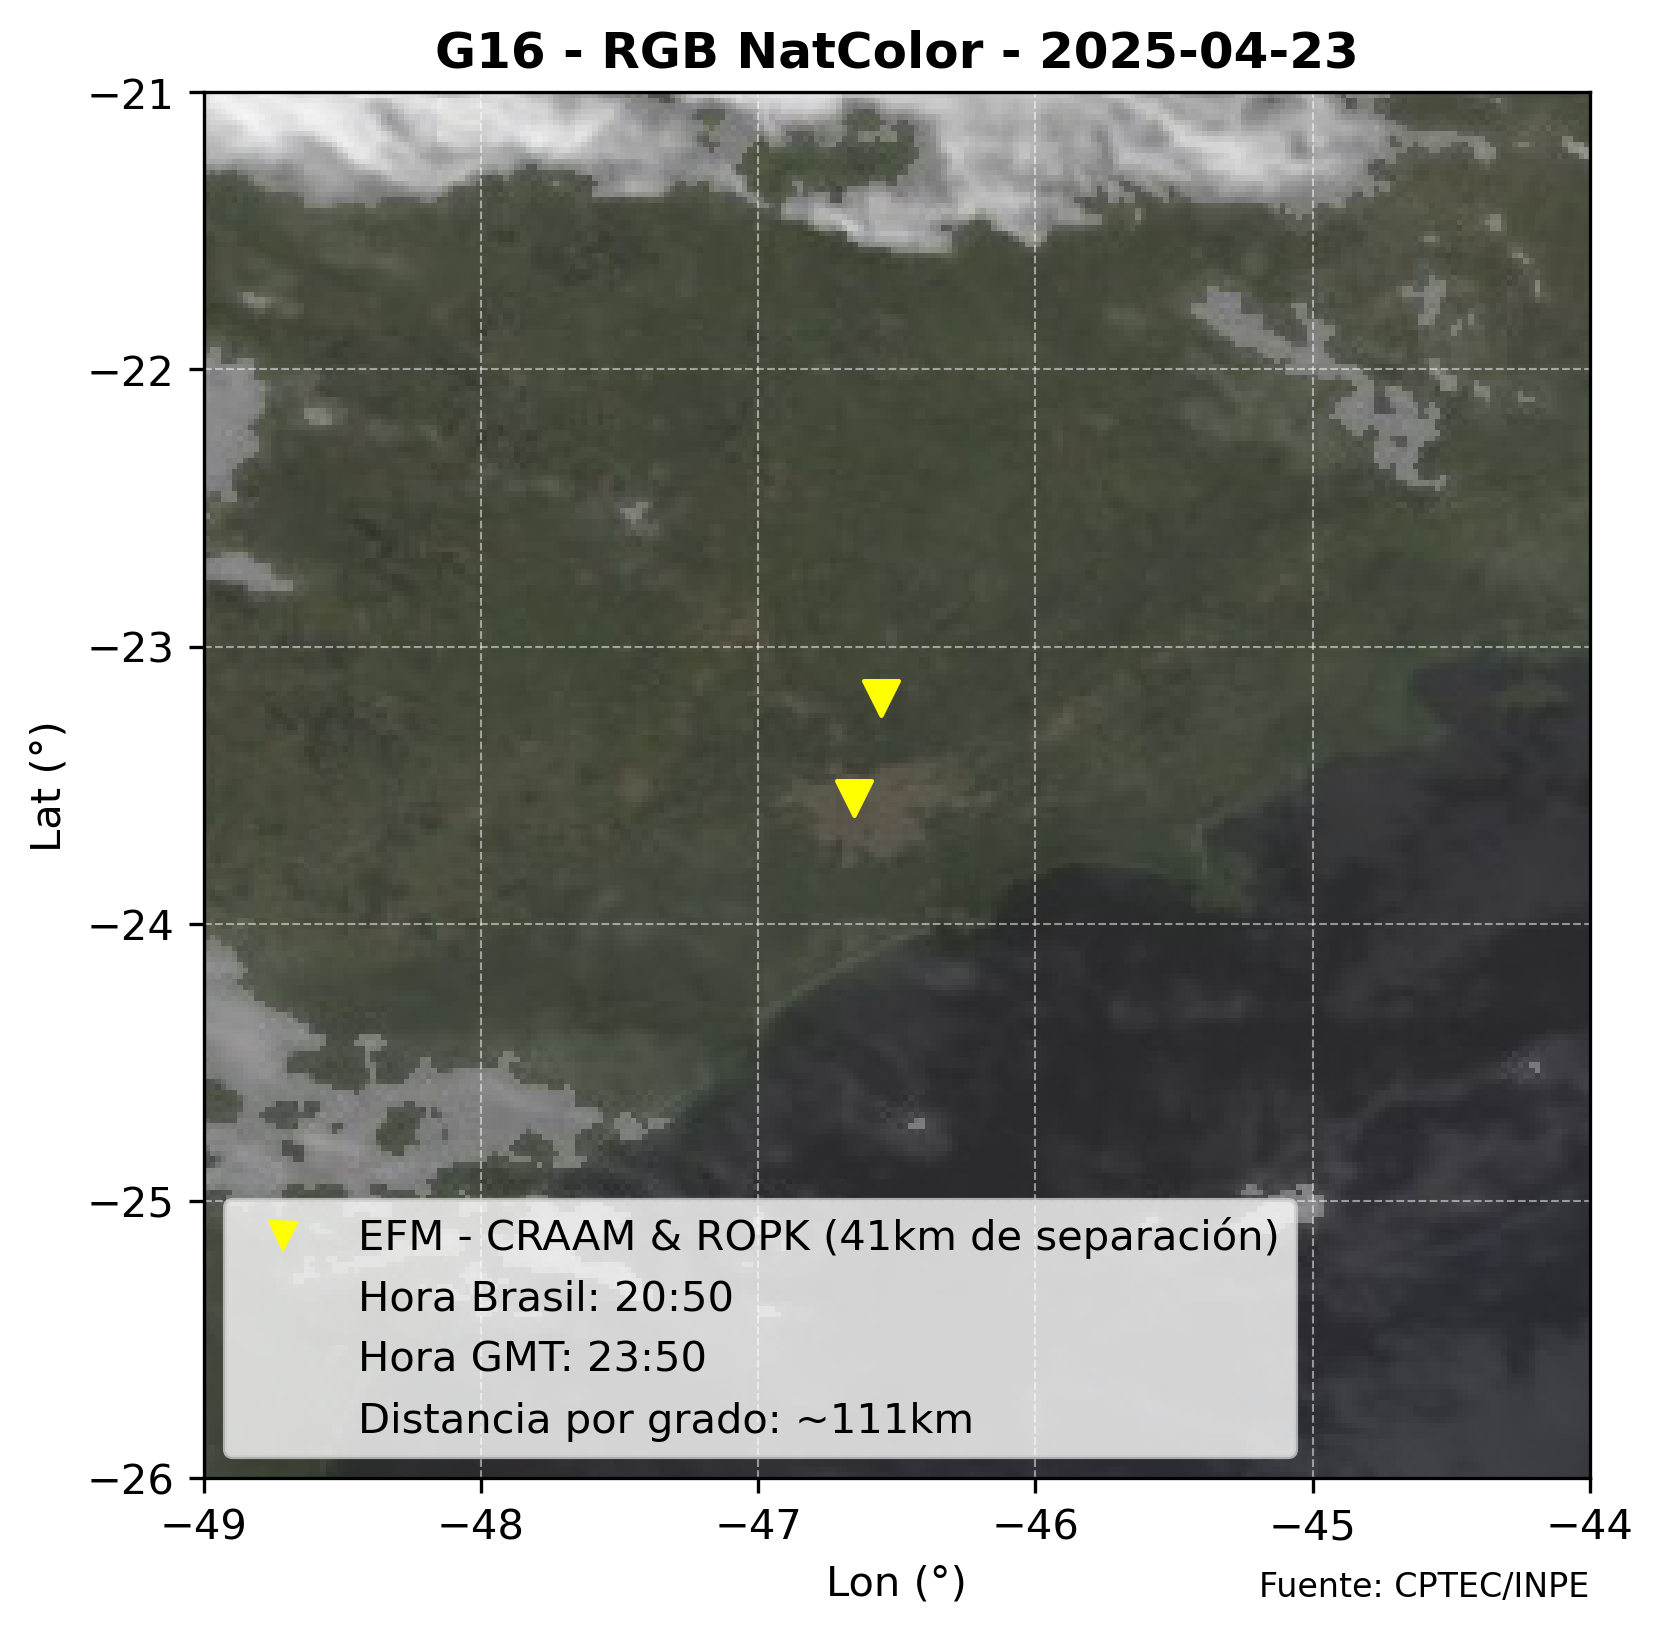 G16 - RGB NatColor - 2025-04-23
−21
−22
−23
−24
−25
−26
Lat (°)
EFM - CRAAM & ROPK (41km de separación)
Hora Brasil: 20:50
Hora GMT: 23:50
Distancia por grado: ~111km
−49 −48 −47 −46 −45 −44
Lon (°)
Fuente: CPTEC/INPE